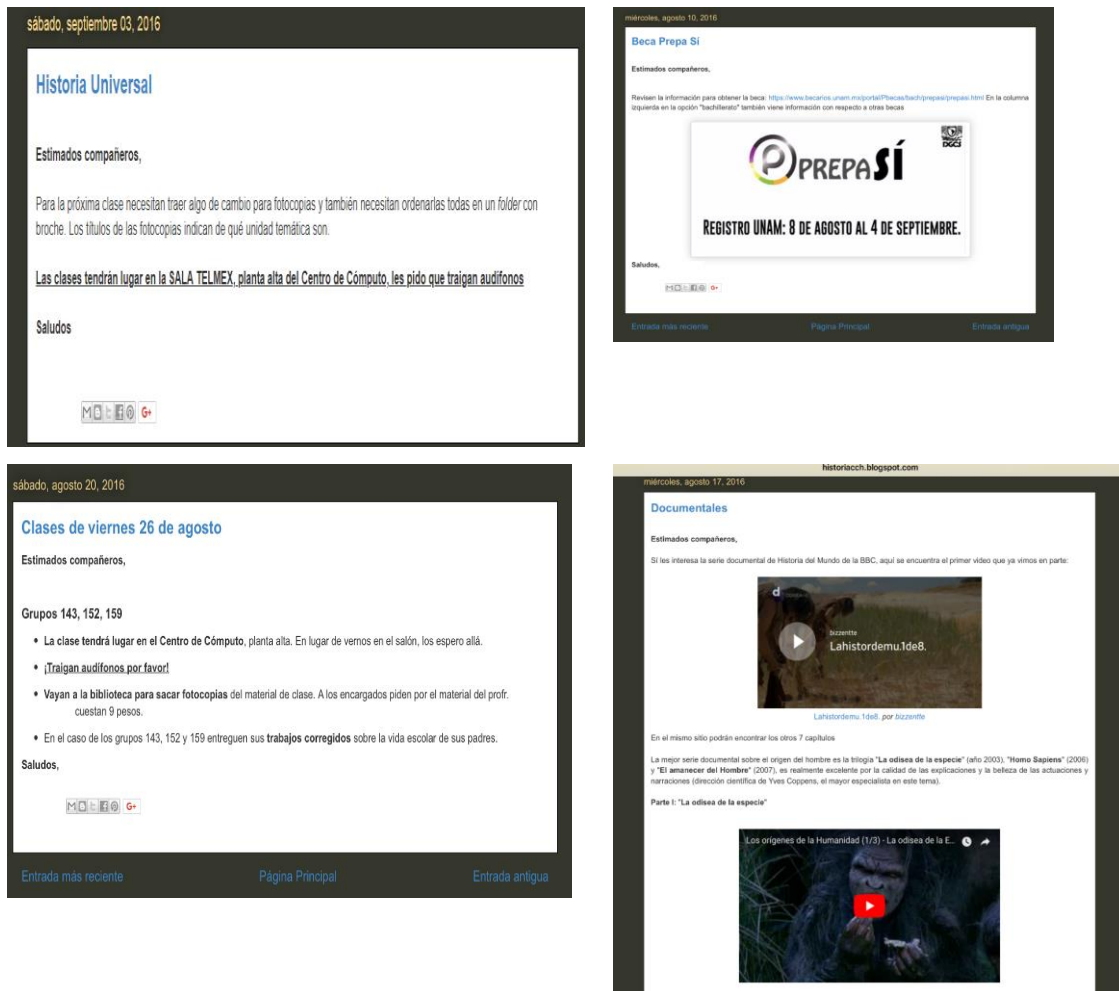 sábado, septiembre 03, 2016
Historia Universal
Estimados compañeros,
Para la próxima clase necesitan traer algo de cambio para fotocopias y también necesitan ordenarlas todas en un folder con
broche. Los títulos de las fotocopias indican de qué unidad temática son.
Las clases tendrán lugar en la SALA TELMEX, planta alta del Centro de Cómputo, les pido que traigan audífonos
Saludos
G+
miércoles, agosto 10, 2016
Beca Prepa Sí
Estimados compañeros,
Revisen la información para obtener la beca: https://www.becarios.unam.mx/portal/Pbecas/bach/prepasi/prepasi.html En la columna
izquierda en la opción "bachillerato" también viene información con respecto a otras becas
DGCS
P PREPA SÍ
REGISTRO UNAM: 8 DE AGOSTO AL 4 DE SEPTIEMBRE.
Saludos,
G+
Entrada más reciente Página Principal Entrada antigua
sábado, agosto 20, 2016
Clases de viernes 26 de agosto
Estimados compañeros,
Grupos 143, 152, 159
• La clase tendrá lugar en el Centro de Cómputo, planta alta. En lugar de vernos en el salón, los espero allá.
• ¡Traigan audífonos por favor!
• Vayan a la biblioteca para sacar fotocopias del material de clase. A los encargados piden por el material del profr.
cuestan 9 pesos.
• En el caso de los grupos 143, 152 y 159 entreguen sus trabajos corregidos sobre la vida escolar de sus padres.
Saludos,
G+
Entrada más reciente Página Principal Entrada antigua
historiacch.blogspot.com
miércoles, agosto 17, 2016
Documentales
Estimados compañeros,
Si les interesa la serie documental de Historia del Mundo de la BBC, aquí se encuentra el primer video que ya vimos en parte:
d
bizzentte
Lahistordemu.1de8.
Lahistordemu.1de8. por bizzentte
En el mismo sitio podrán encontrar los otros 7 capítulos
La mejor serie documental sobre el origen del hombre es la trilogía "La odisea de la especie" (año 2003), "Homo Sapiens" (2006)
y "El amanecer del Hombre" (2007), es realmente excelente por la calidad de las explicaciones y la belleza de las actuaciones y
narraciones (dirección científica de Yves Coppens, el mayor especialista en este tema).
Parte I: "La odisea de la especie"
Los orígenes de la Humanidad (1/3) - La odisea de la E...